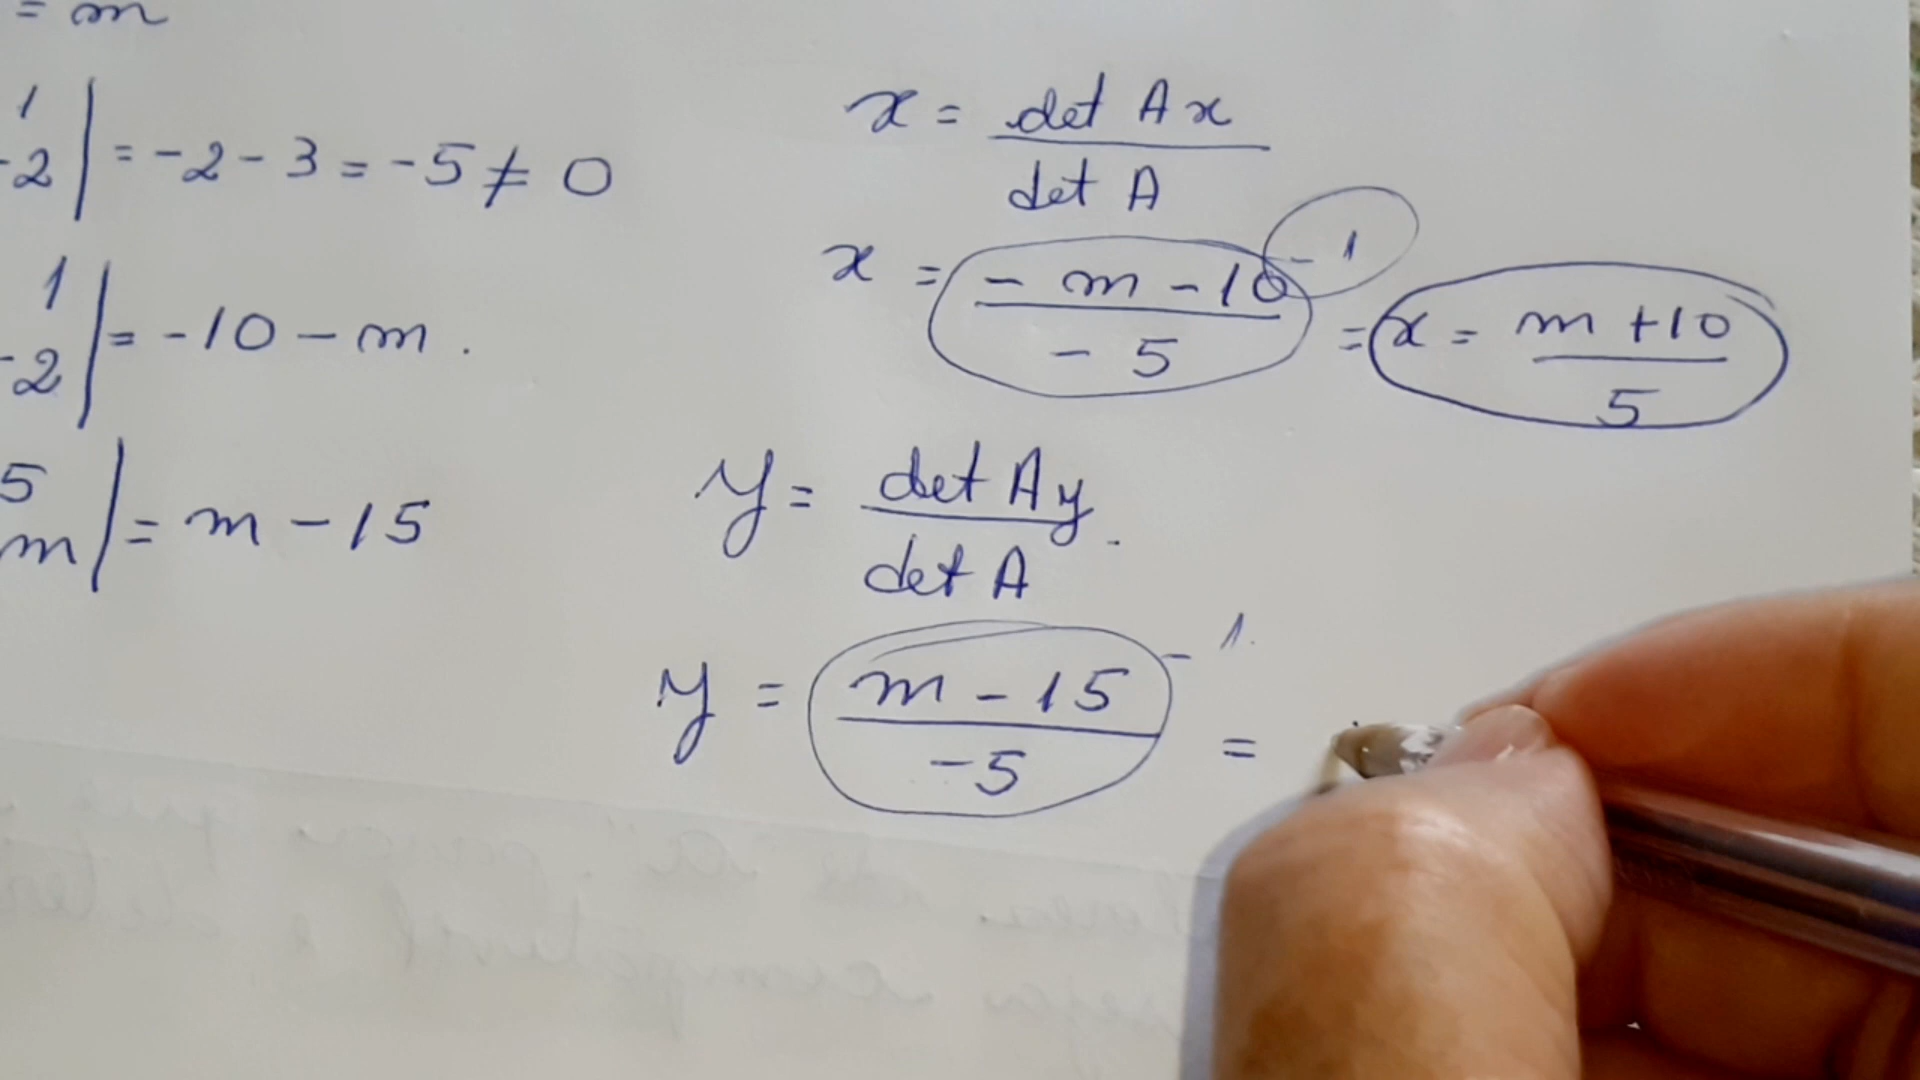 = m
1
-2 | = -2 - 3 = -5 ≠ 0
1
-2 | = -10 - m .
5
m | = m - 15
x = det Ax
det A
x = - m - 10 - 1
- 5
= x = m + 10
5
y = det Ay .
det A
y = m - 15 - 1.
-5
=